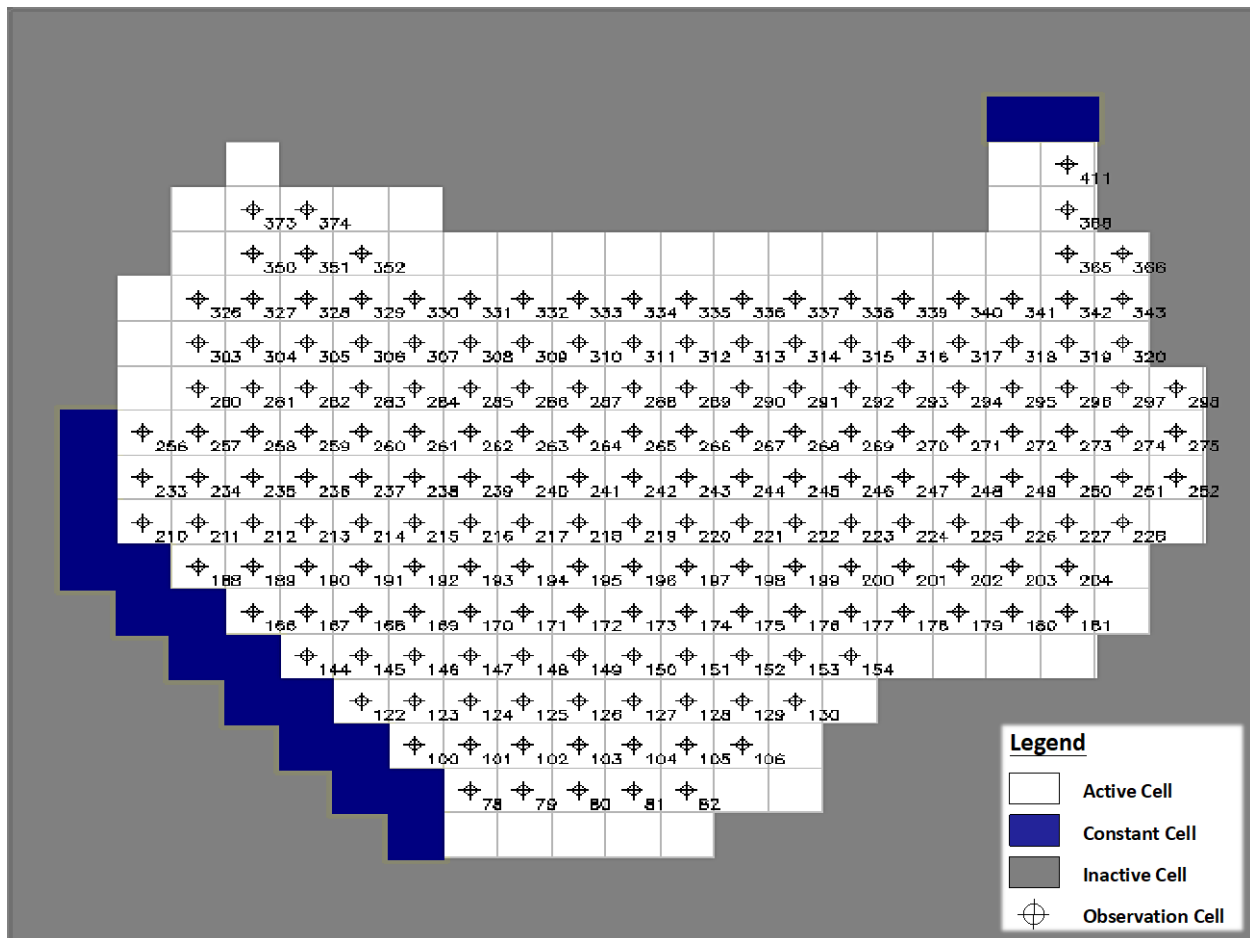 411
373 374 388
350 351 352 365 366
326 327 328 329 330 331 332 333 334 335 336 337 338 339 340 341 342 343
303 304 305 306 307 308 309 310 311 312 313 314 315 316 317 318 319 320
280 281 282 283 284 285 286 287 288 289 290 291 292 293 294 295 296 297 298
256 257 258 259 260 261 262 263 264 265 266 267 268 269 270 271 272 273 274 275
233 234 235 236 237 238 239 240 241 242 243 244 245 246 247 248 249 250 251 252
210 211 212 213 214 215 216 217 218 219 220 221 222 223 224 225 226 227 228
188 189 190 191 192 193 194 195 196 197 198 199 200 201 202 203 204
166 167 168 169 170 171 172 173 174 175 176 177 178 179 180 181
144 145 146 147 148 149 150 151 152 153 154
122 123 124 125 126 127 128 129 130
100 101 102 103 104 105 106
78 79 80 81 82
Legend
Active Cell
Constant Cell
Inactive Cell
Observation Cell